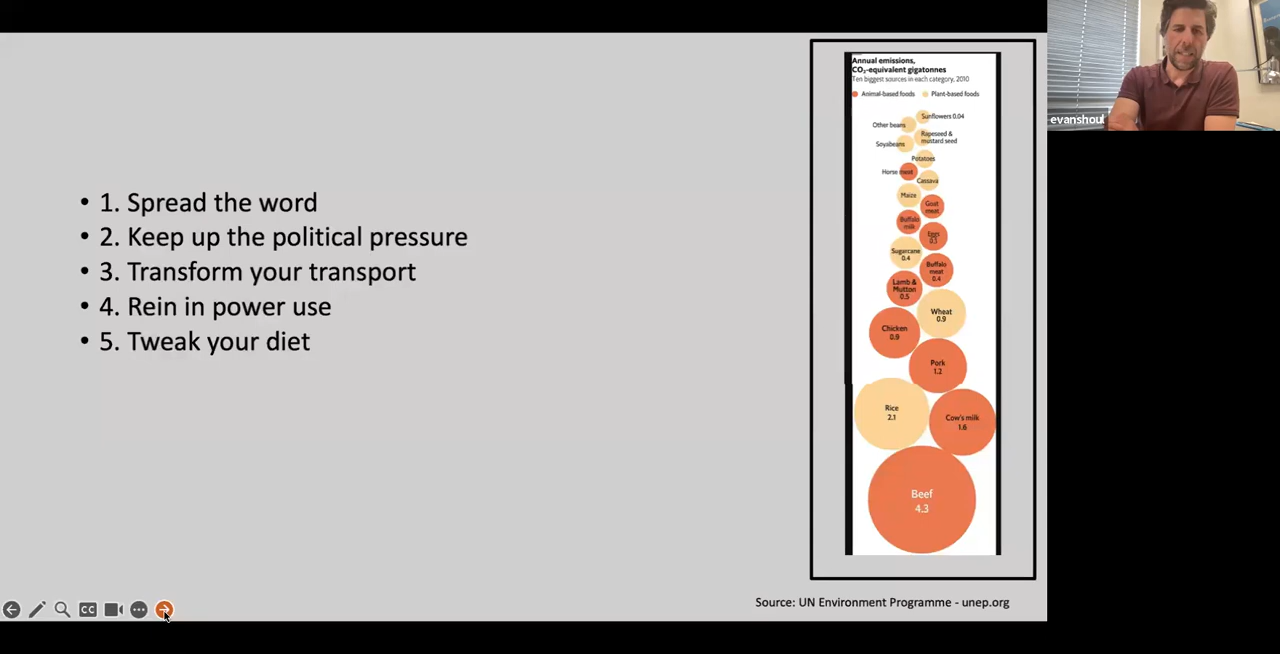 • 1. Spread the word
• 2. Keep up the political pressure
• 3. Transform your transport
• 4. Rein in power use
• 5. Tweak your diet
Annual emissions,
CO₂-equivalent gigatonnes
Ten biggest sources in each category, 2010
Animal-based foods
Plant-based foods
Sunflowers 0.04
Other beans
Rapeseed &
mustard seed
Soyabeans
Potatoes
Horse meat
Cassava
Maize
Goat
meat
Buffalo
milk
Eggs
Sugarcane
0.4
Buffalo
meat
0.4
Lamb &
Mutton
0.5
Wheat
0.9
Chicken
0.9
Pork
1.2
Rice
2.1
Cow's milk
1.6
Beef
4.3
Source: UN Environment Programme - unep.org
CC
evanshou